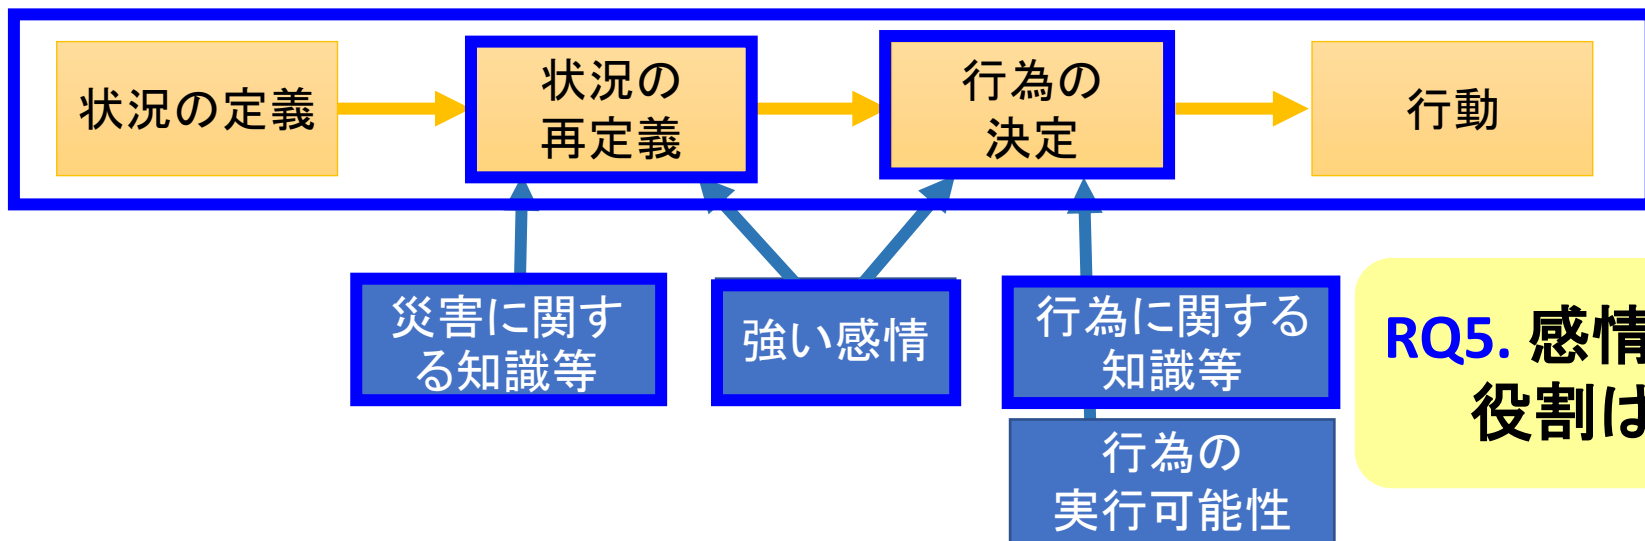 状況の定義
状況の
再定義
行為の
決定
行動
災害に関す
る知識等
強い感情
行為に関する
知識等
行為の
実行可能性
RQ5. 感情
役割は